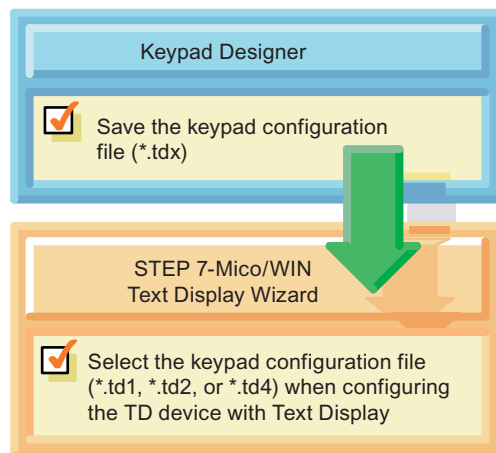 Keypad Designer
Save the keypad configuration
file (*.tdx)
STEP 7-Mico/WIN
Text Display Wizard
Select the keypad configuration file
(*.td1, *.td2, or *.td4) when configuring
the TD device with Text Display